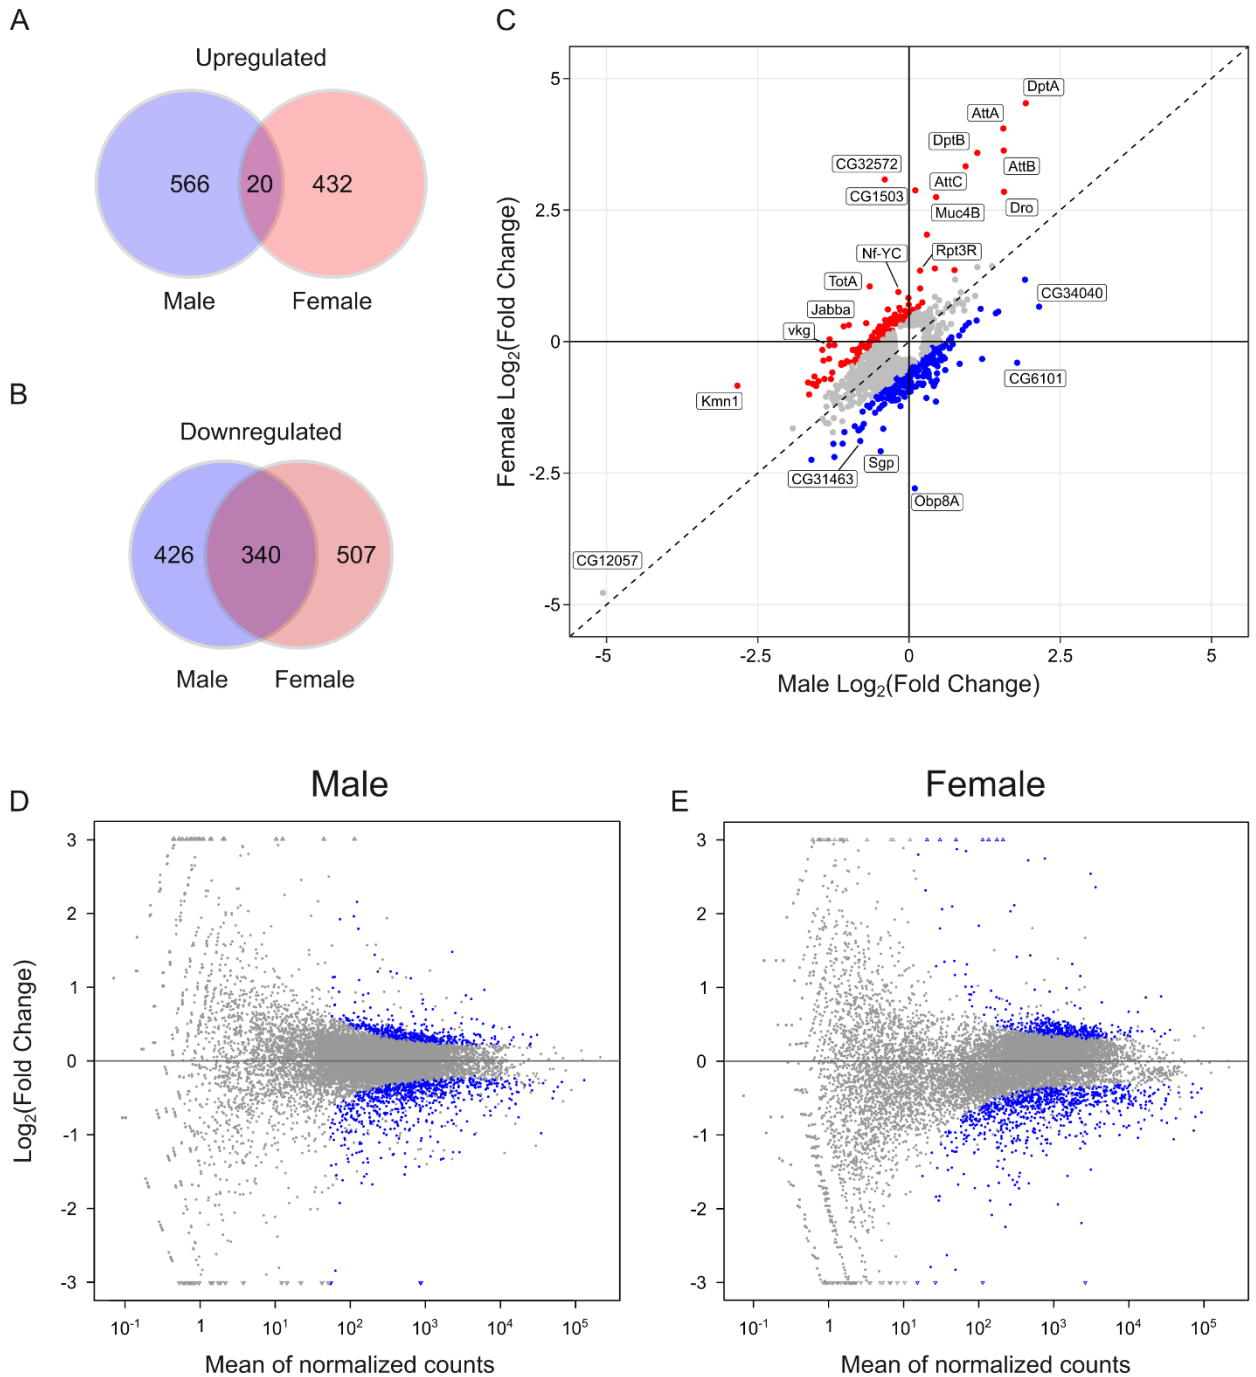 A
Upregulated
566
20
432
Male
Female
B
Downregulated
426
340
507
Male
Female
C
Female Log2(Fold Change)
5
2.5
0
-2.5
-5
DptA
AttA
DptB
AttB
CG32572
AttC
CG1503
Dro
Muc4B
Nf-YC
Rpt3R
TotA
CG34040
Jabba
vkg
CG6101
Kmn1
CG31463
Sgp
Obp8A
CG12057
-5
-2.5
0
2.5
5
Male Log2(Fold Change)
D
Male
Log2(Fold Change)
3
2
1
0
-1
-2
-3
10-1
1
101
102
103
104
105
Mean of normalized counts
E
Female
3
2
1
0
-1
-2
-3
10-1
1
101
102
103
104
105
Mean of normalized counts